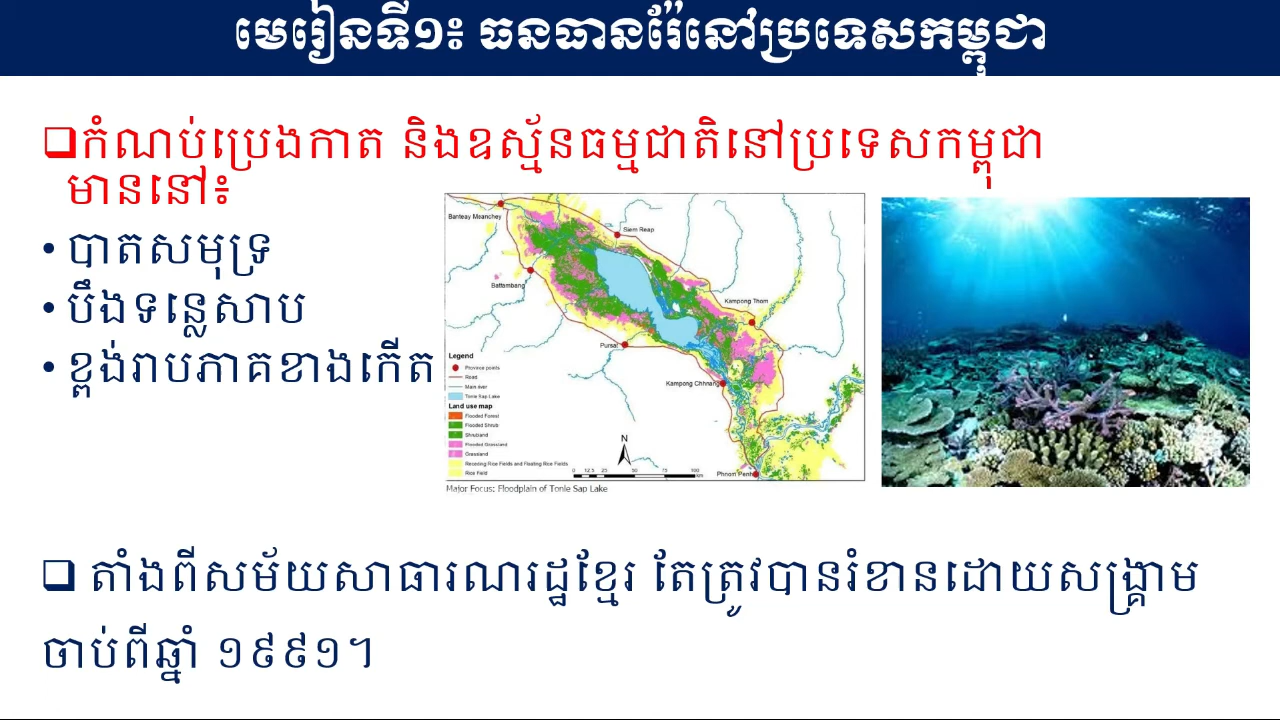 មេរៀនទី១៖ ធនធានរ៉ែនៅប្រទេសកម្ពុជា
❑កំណប់ប្រេងកាត និងឧស្ម័នធម្មជាតិនៅប្រទេសកម្ពុជា
មាននៅ៖
• បាតសមុទ្រ
• បឹងទន្លេសាប
• ខ្ពង់រាបភាគខាងកើត
Banteay Msanchey
Siem Reap
Battambang
Kampong Thom
Pursat
Kampong Chhnang
Phnom Penh
Legend
Province points
Road
Main river
Tonle Sap Lake
Land use map
Flooded Forest
Flooded Shrub
Shrubland
Flooded Grassland
Grassland
Receding Rice Fields and Floating Rice Fields
Rice Field
N
0 12.5 25 50 75 100
Major Focus: Floodplain of Tonle Sap Lake
❑ តាំងពីសម័យសាធារណរដ្ឋខ្មែរ តែត្រូវបានរំខានដោយសង្គ្រាម
ចាប់ពីឆ្នាំ ១៩៩១។